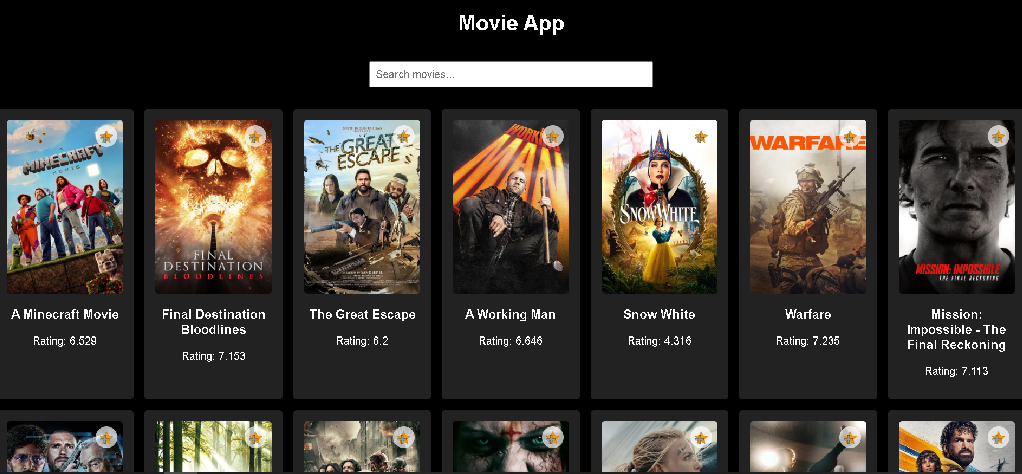 Movie App
Search movies...
MINECRAFT
MOVIE
FINAL
DESTINATION
BLOODLINES
THE GREAT
ESCAPE
WORKING
MAN
SNOW WHITE
WARFARE
MISSION: IMPOSSIBLE
THE FINAL RECKONING
A Minecraft Movie
Rating: 6.529
Final Destination
Bloodlines
Rating: 7.153
The Great Escape
Rating: 6.2
A Working Man
Rating: 6.646
Snow White
Rating: 4.316
Warfare
Rating: 7.235
Mission:
Impossible - The
Final Reckoning
Rating: 7.113